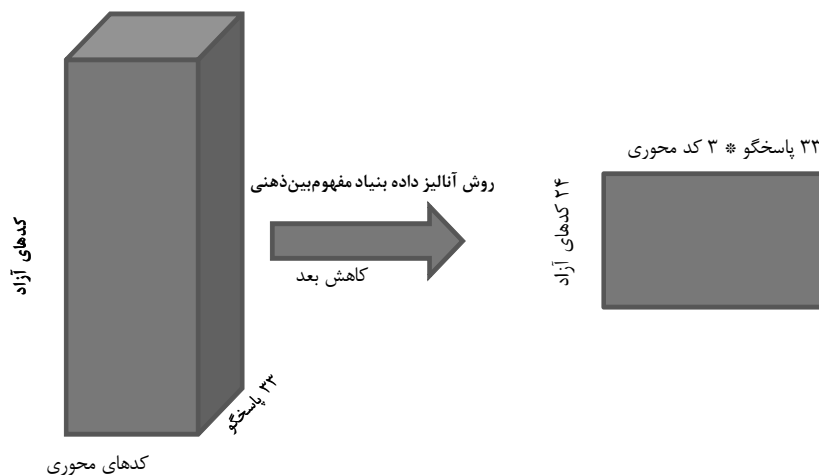 ۳۳ پاسخگو * ۳ کد محوری
۲۴ کدهای آزاد
روش آنالیز داده بنیاد مفهوم‌بین‌ذهنی
کاهش بعد
کدهای آزاد
۳۳ پاسخگو
کدهای محوری